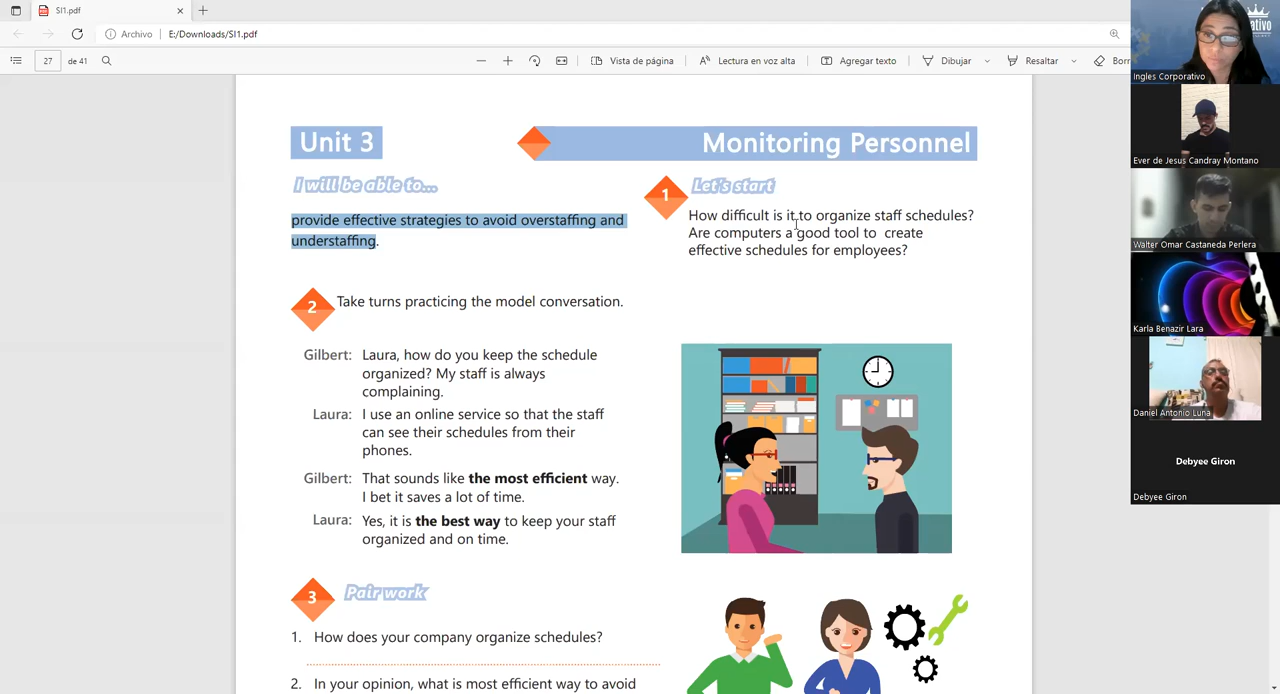 SI1.pdf
Archivo
E:/Downloads/SI1.pdf
27
de 41
Vista de página
Lectura en voz alta
Agregar texto
Dibujar
Resaltar
Borr
Unit 3
Monitoring Personnel
I will be able to...
provide effective strategies to avoid overstaffing and
understaffing.
1
Let's start
How difficult is it to organize staff schedules?
Are computers a good tool to create
effective schedules for employees?
2
Take turns practicing the model conversation.
Gilbert: Laura, how do you keep the schedule
organized? My staff is always
complaining.
Laura: I use an online service so that the staff
can see their schedules from their
phones.
Gilbert: That sounds like the most efficient way.
I bet it saves a lot of time.
Laura: Yes, it is the best way to keep your staff
organized and on time.
3
Pair work
1. How does your company organize schedules?
2. In your opinion, what is most efficient way to avoid
Ingles Corporativo
Ever de Jesus Candray Montano
Walter Omar Castaneda Perlera
Karla Benazir Lara
Daniel Antonio Luna
Debyee Giron
Debyee Giron